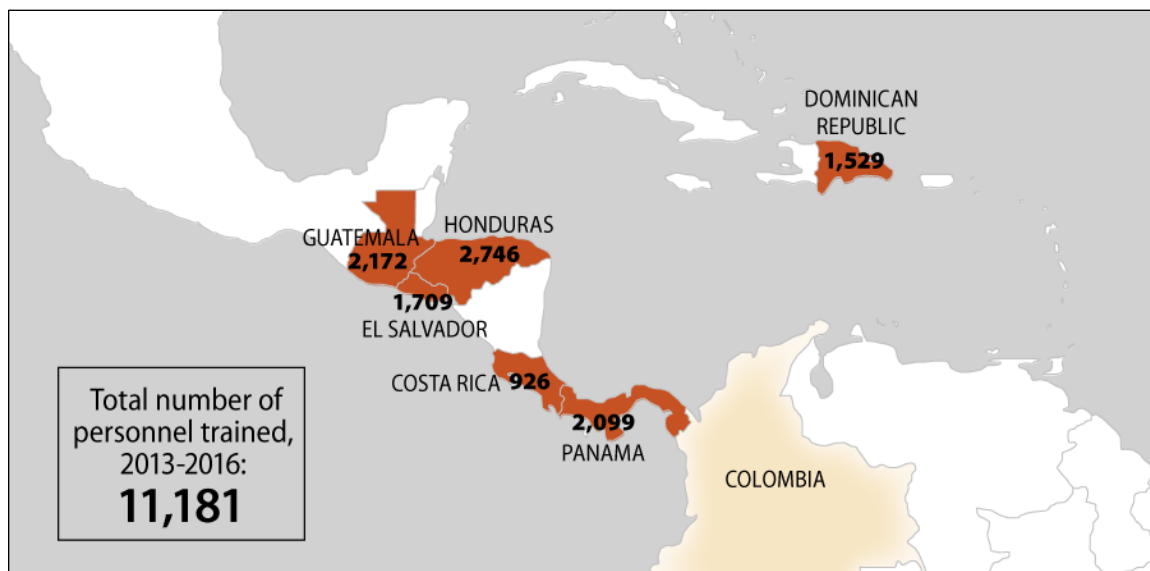 DOMINICAN
REPUBLIC
1,529
HONDURAS
2,746
GUATEMALA
2,172
1,709
EL SALVADOR
COSTA RICA 926
2,099
PANAMA
COLOMBIA
Total number of
personnel trained,
2013-2016:
11,181